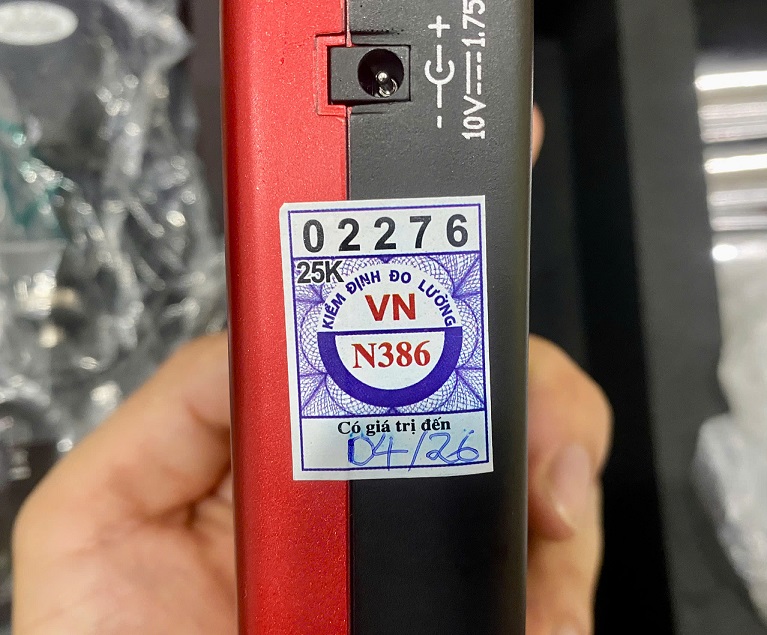 - +
10V⎓1.75
02276
25K
KIỂM ĐỊNH ĐO LƯỜNG
VN
N386
Có giá trị đến
04/26